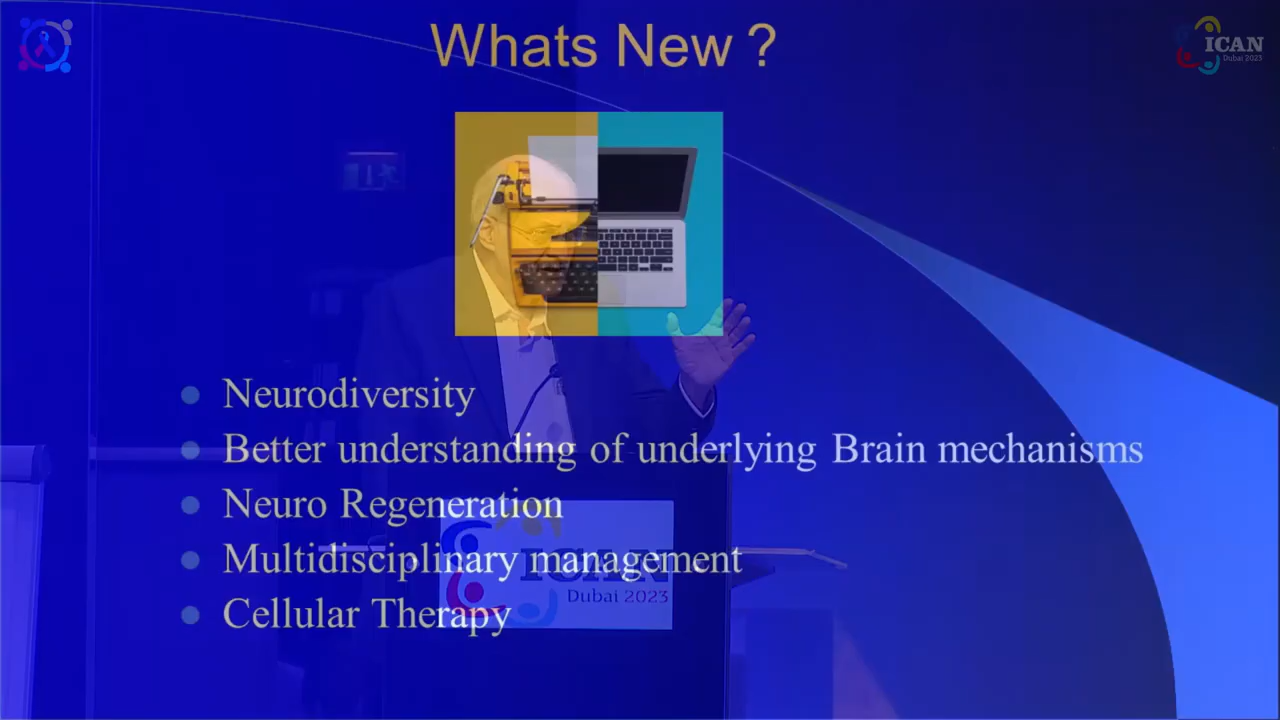 Whats New ?
ICAN
Dubai 2023
Neurodiversity
Better understanding of underlying Brain mechanisms
Neuro Regeneration
Multidisciplinary management
Cellular Therapy
ICAN
Dubai 2023